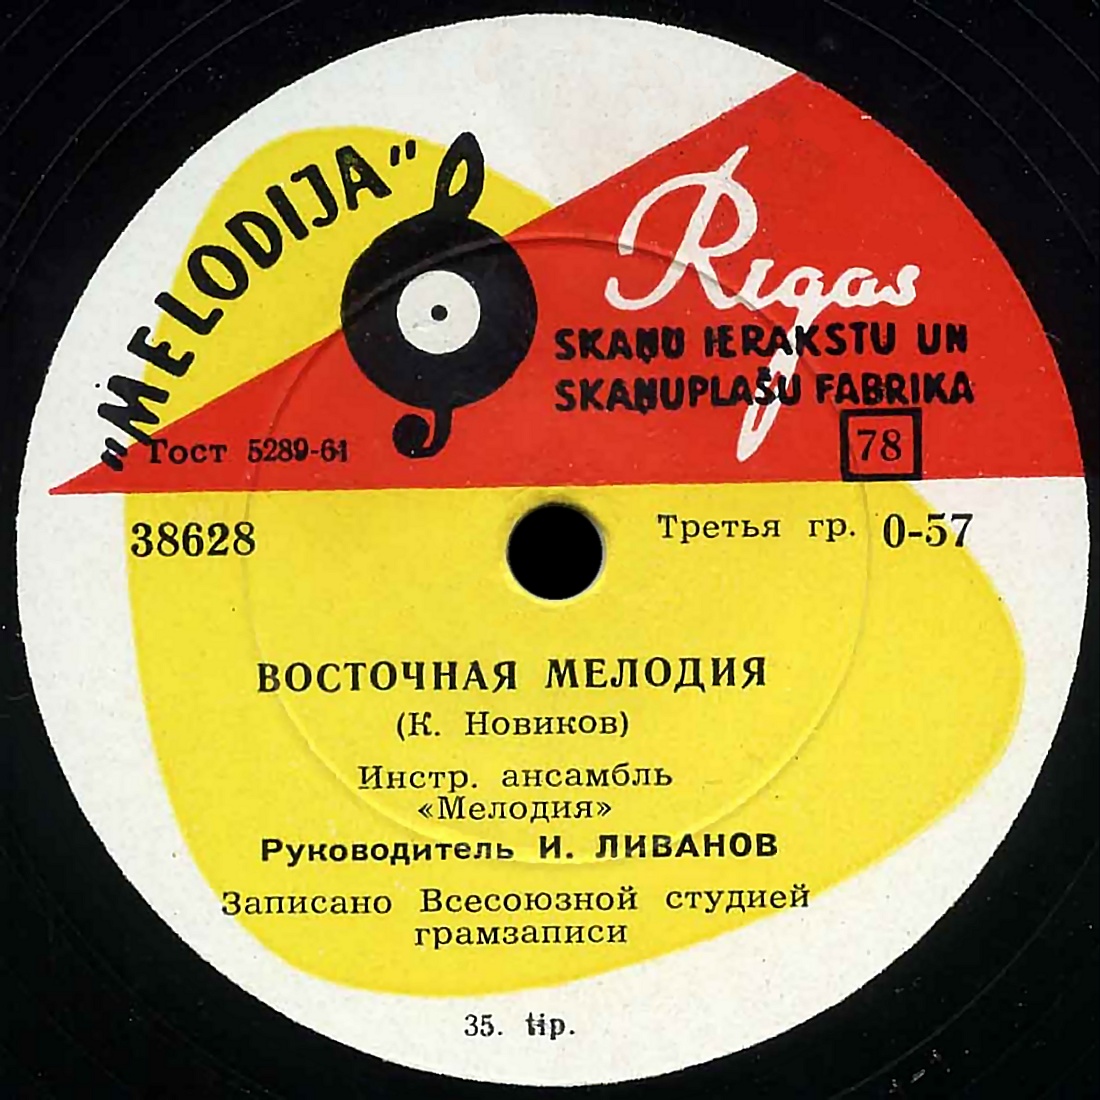 „MELODIJA"
Rīgas
SKAŅU IERAKSTU UN
SKAŅUPLAŠU FABRIKA
Гост 5289-61
78
38628
Третья гр. 0-57
ВОСТОЧНАЯ МЕЛОДИЯ
(К. Новиков)
Инстр. ансамбль
«Мелодия»
Руководитель И. ЛИВАНОВ
Записано Всесоюзной студией
грамзаписи
35. tip.